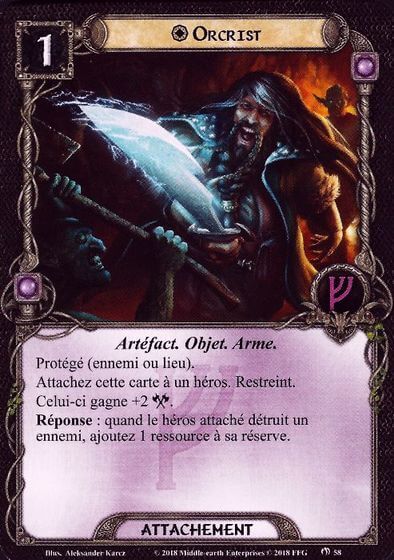 1
Orcrist
Artéfact. Objet. Arme.
Protégé (ennemi ou lieu).
Attachez cette carte à un héros. Restreint.
Celui-ci gagne +2 .
Réponse : quand le héros attaché détruit un
ennemi, ajoutez 1 ressource à sa réserve.
ATTACHEMENT
Illus. Aleksander Karcz © 2018 Middle-earth Enterprises © 2018 FFG 58